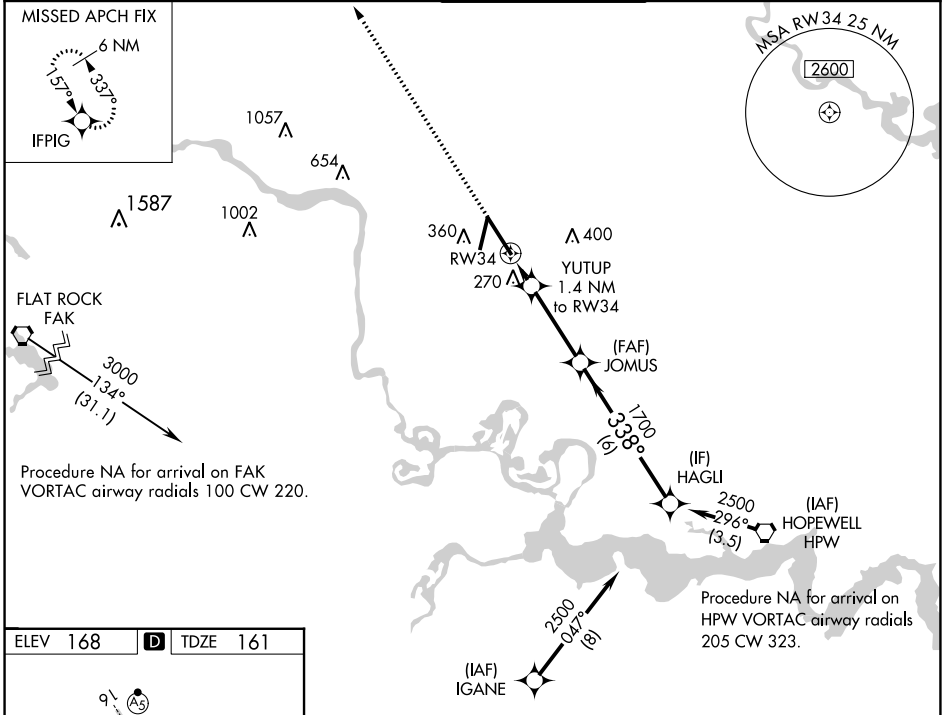 MISSED APCH FIX
6 NM
157°
337°
IFPIG
MSA RW34 25 NM
2600
1057
654
1587
1002
360
400
RW34
270
YUTUP
1.4 NM
to RW34
FLAT ROCK
FAK
3000
134°
(31.1)
(FAF)
JOMUS
1700
338°
(6)
Procedure NA for arrival on FAK
VORTAC airway radials 100 CW 220.
(IF)
HAGLI
2500
296°
(3.5)
(IAF)
HOPEWELL
HPW
Procedure NA for arrival on
HPW VORTAC airway radials
205 CW 323.
2500
047°
(8)
(IAF)
IGANE
ELEV 168 D TDZE 161
16
A5